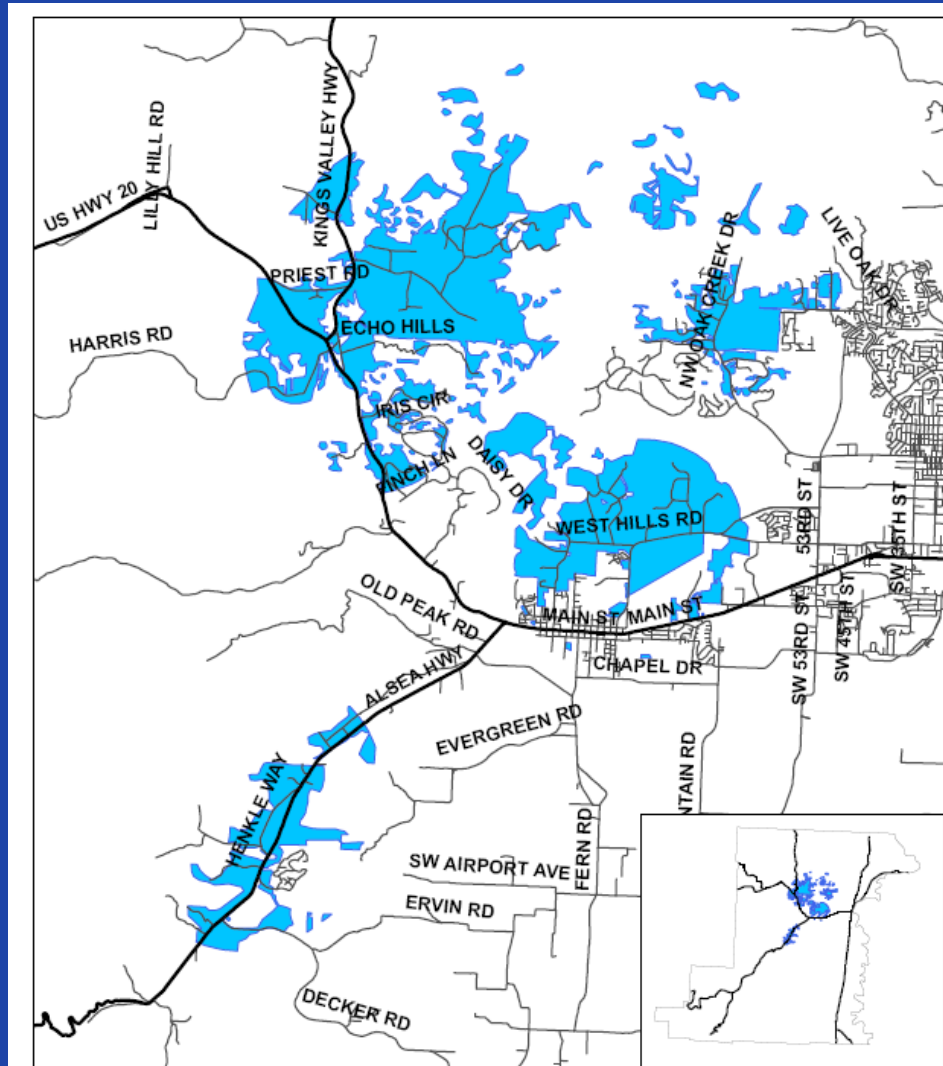 LILLY HILL RD
KINGS VALLEY HWY
US HWY 20
LIVE OAK DR
NW OAK CREEK DR
PRIEST RD
HARRIS RD
ECHO HILLS
IRIS CIR
FINCH LN
DAISY DR
WEST HILLS RD
53RD ST
SW 35TH ST
OLD PEAK RD
MAIN ST
MAIN ST
SW 53RD ST
SW 45TH ST
CHAPEL DR
ALSEA HWY
EVERGREEN RD
NTAIN RD
HENKLE WAY
FERN RD
SW AIRPORT AVE
ERVIN RD
DECKER RD